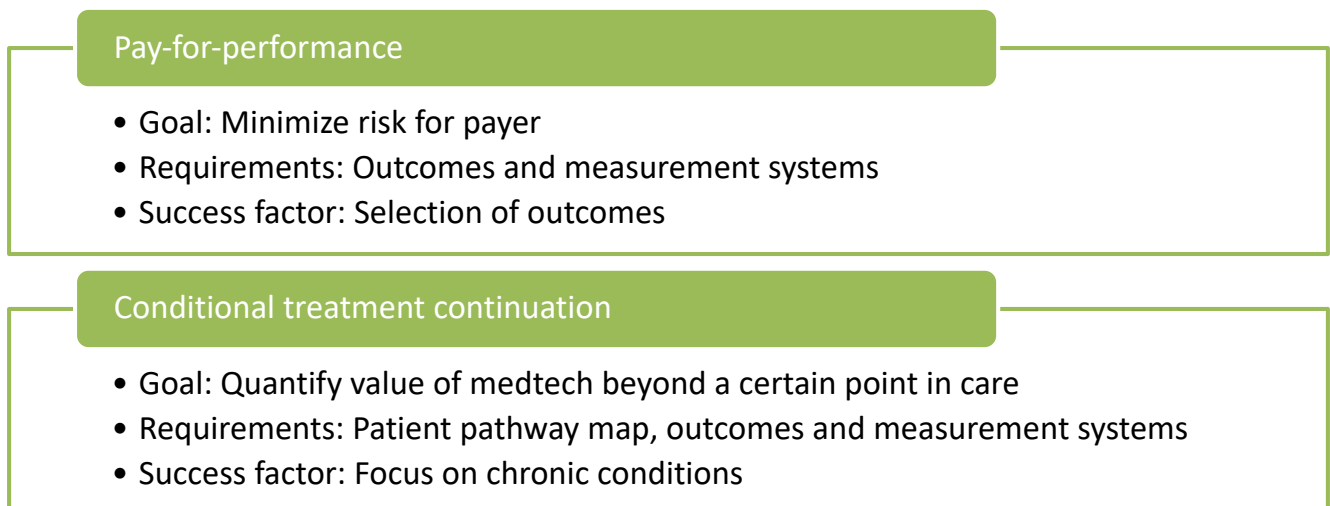 Pay-for-performance
• Goal: Minimize risk for payer
• Requirements: Outcomes and measurement systems
• Success factor: Selection of outcomes
Conditional treatment continuation
• Goal: Quantify value of medtech beyond a certain point in care
• Requirements: Patient pathway map, outcomes and measurement systems
• Success factor: Focus on chronic conditions